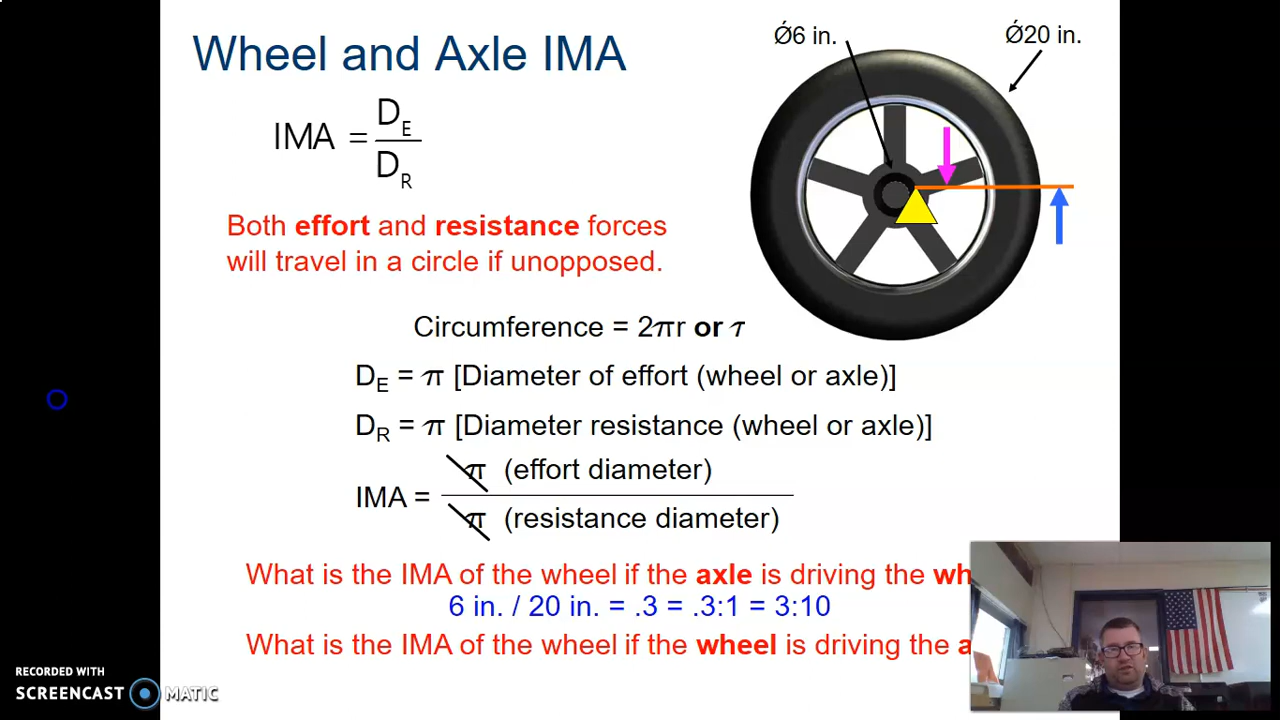 Wheel and Axle IMA
Ǿ6 in.
Ǿ20 in.
IMA = D_E / D_R
Both effort and resistance forces
will travel in a circle if unopposed.
Circumference = 2πr or τ
D_E = π [Diameter of effort (wheel or axle)]
D_R = π [Diameter resistance (wheel or axle)]
π (effort diameter)
IMA =
π (resistance diameter)
What is the IMA of the wheel if the axle is driving the wh
6 in. / 20 in. = .3 = .3:1 = 3:10
What is the IMA of the wheel if the wheel is driving the a
RECORDED WITH
SCREENCAST MATIC